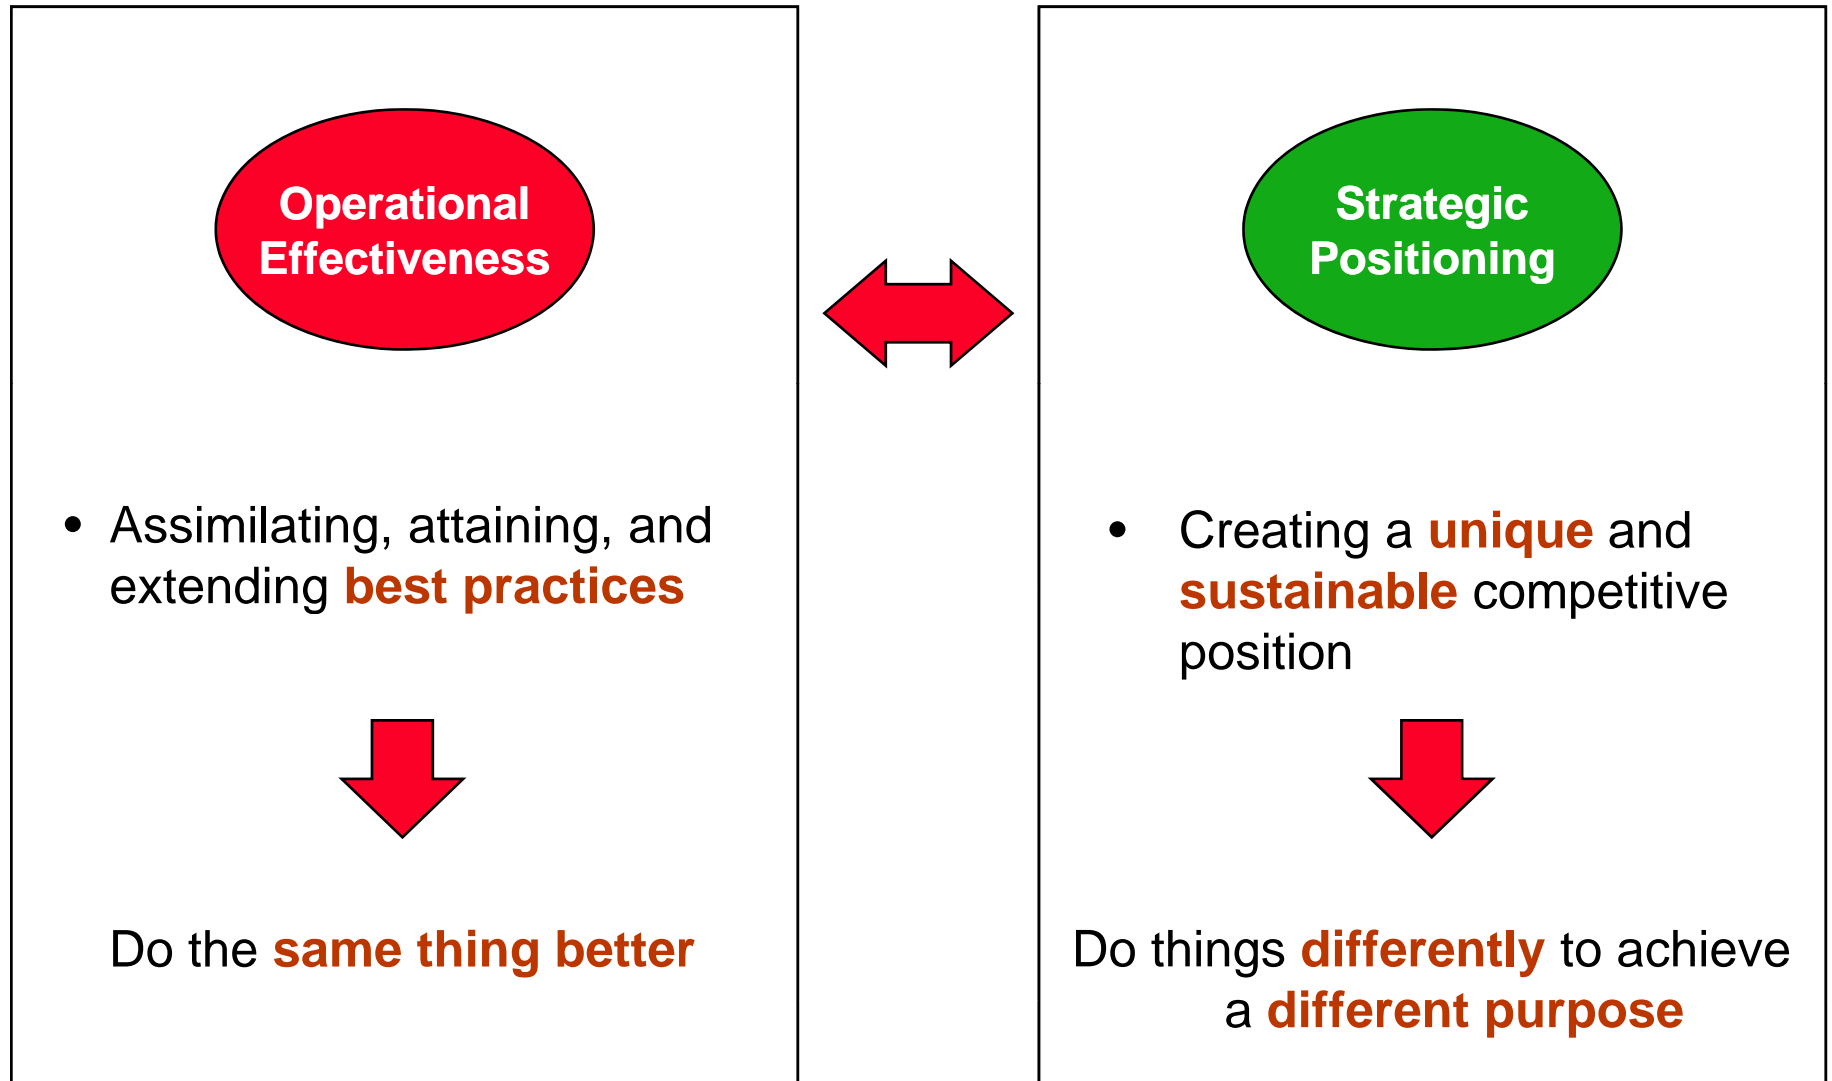 Operational
Effectiveness
• Assimilating, attaining, and
extending best practices
Do the same thing better
Strategic
Positioning
• Creating a unique and
sustainable competitive
position
Do things differently to achieve
a different purpose